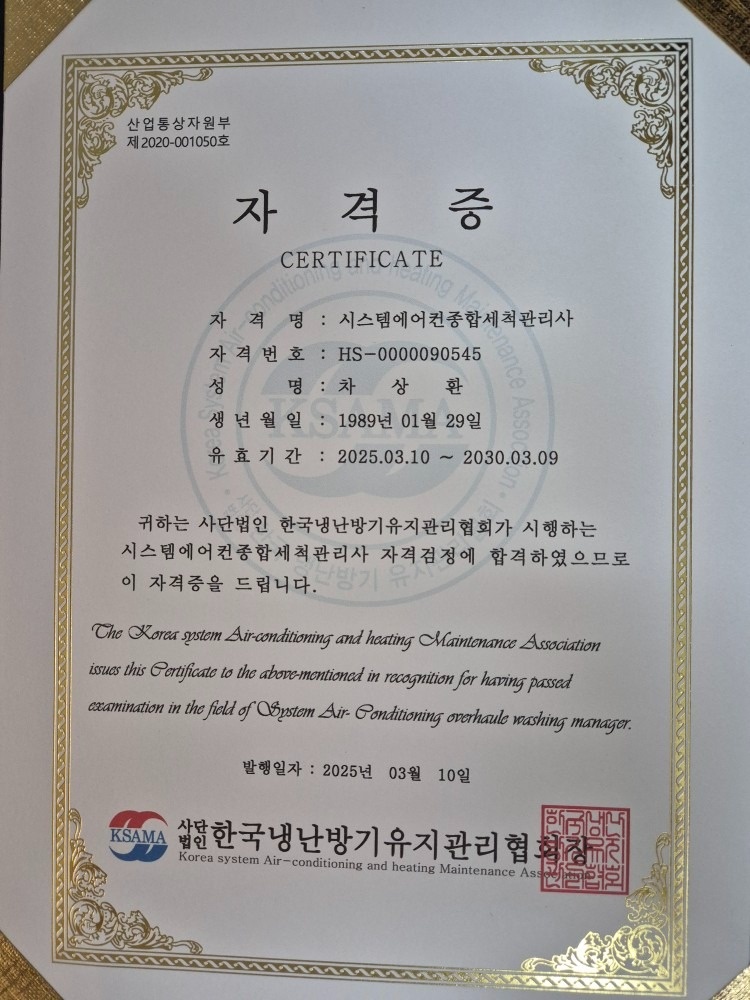 산업통상자원부
제2020-001050호
자 격 증
CERTIFICATE
자 격 명 : 시스템에어컨종합세척관리사
자격번호 : HS-0000090545
성 명 : 차 상 환
생년월일 : 1989년 01월 29일
유효기간 : 2025.03.10 ~ 2030.03.09
귀하는 사단법인 한국냉난방기유지관리협회가 시행하는
시스템에어컨종합세척관리사 자격검정에 합격하였으므로
이 자격증을 드립니다.
The Korea system Air-conditioning and heating Maintenance Association
issues this Certificate to the above-mentioned in recognition for having passed
examination in the field of System Air- Conditioning overhaule washing manager.
발행일자 : 2025년 03월 10일
KSAMA 사단법인 한국냉난방기유지관리협회장
Korea system Air-conditioning and heating Maintenance Association